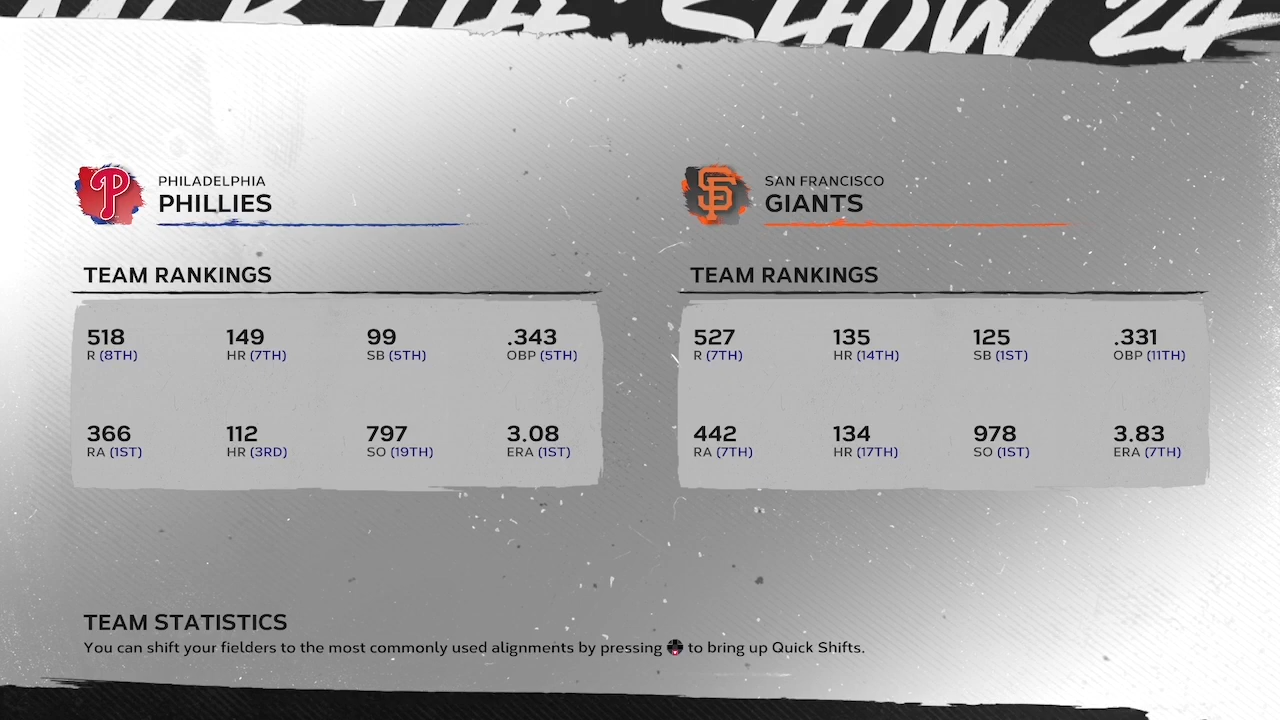 MLB THE SHOW 24
PHILADELPHIA
PHILLIES
TEAM RANKINGS
518 149 99 .343
R (8TH) HR (7TH) SB (5TH) OBP (5TH)
366 112 797 3.08
RA (1ST) HR (3RD) SO (19TH) ERA (1ST)
SAN FRANCISCO
GIANTS
TEAM RANKINGS
527 135 125 .331
R (7TH) HR (14TH) SB (1ST) OBP (11TH)
442 134 978 3.83
RA (7TH) HR (17TH) SO (1ST) ERA (7TH)
TEAM STATISTICS
You can shift your fielders to the most commonly used alignments by pressing to bring up Quick Shifts.